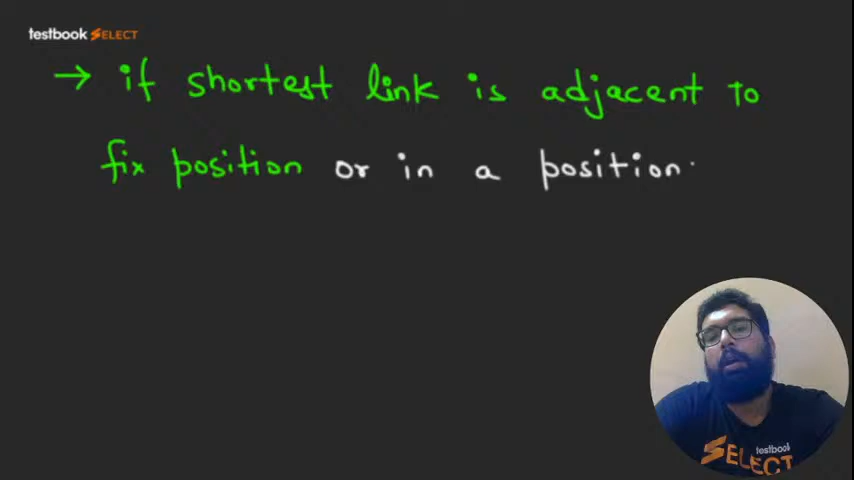 testbook SELECT
→ if shortest link is adjacent to
fix position or in a position.
testbook
SELECT